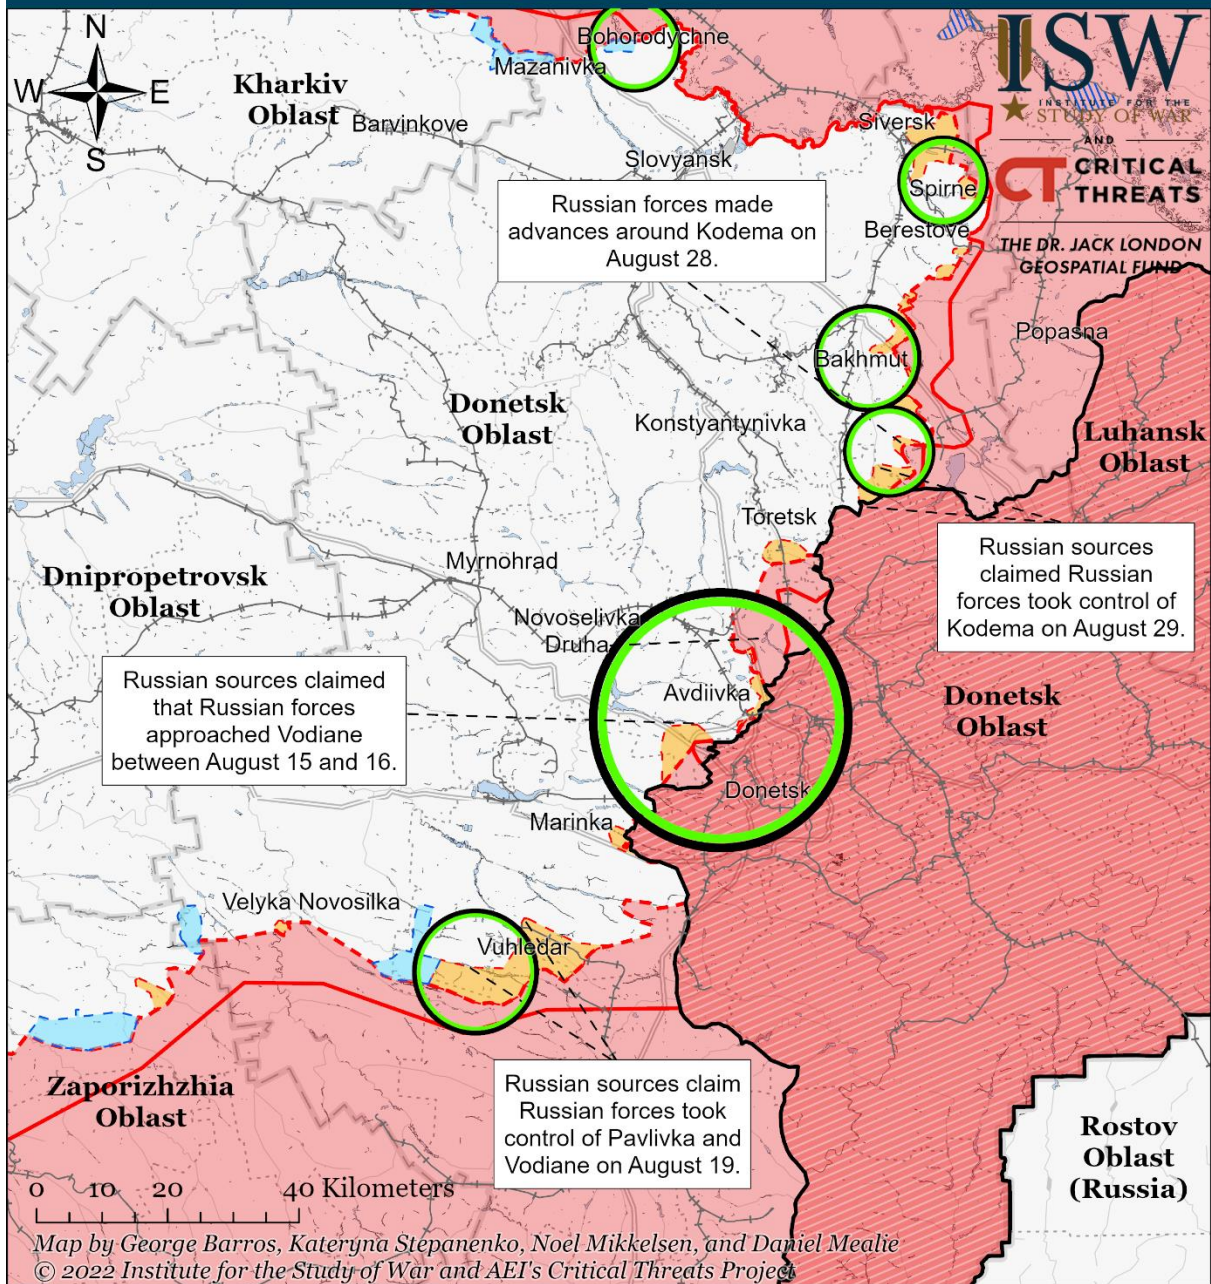 N
W
E
S
Kharkiv
Oblast
Barvinkove
Bohorodychne
Mazanivka
Slovyansk
Siversk
Spirne
Berestove
ISW
INSTITUTE FOR THE
STUDY OF WAR
AND
CT CRITICAL
THREATS
THE DR. JACK LONDON
GEOSPATIAL FUND
Russian forces made
advances around Kodema on
August 28.
Popasna
Bakhmut
Donetsk
Oblast
Konstyantynivka
Luhansk
Oblast
Toretsk
Myrnohrad
Dnipropetrovsk
Oblast
Novoselivka
Druha
Russian sources
claimed Russian
forces took control of
Kodema on August 29.
Russian sources claimed
that Russian forces
approached Vodiane
between August 15 and 16.
Avdiivka
Donetsk
Oblast
Donetsk
Marinka
Velyka Novosilka
Vuhledar
Zaporizhzhia
Oblast
Russian sources claim
Russian forces took
control of Pavlivka and
Vodiane on August 19.
Rostov
Oblast
(Russia)
0 10 20 40 Kilometers
Map by George Barros, Kateryna Stepanenko, Noel Mikkelsen, and Daniel Mealie
© 2022 Institute for the Study of War and AEI's Critical Threats Project